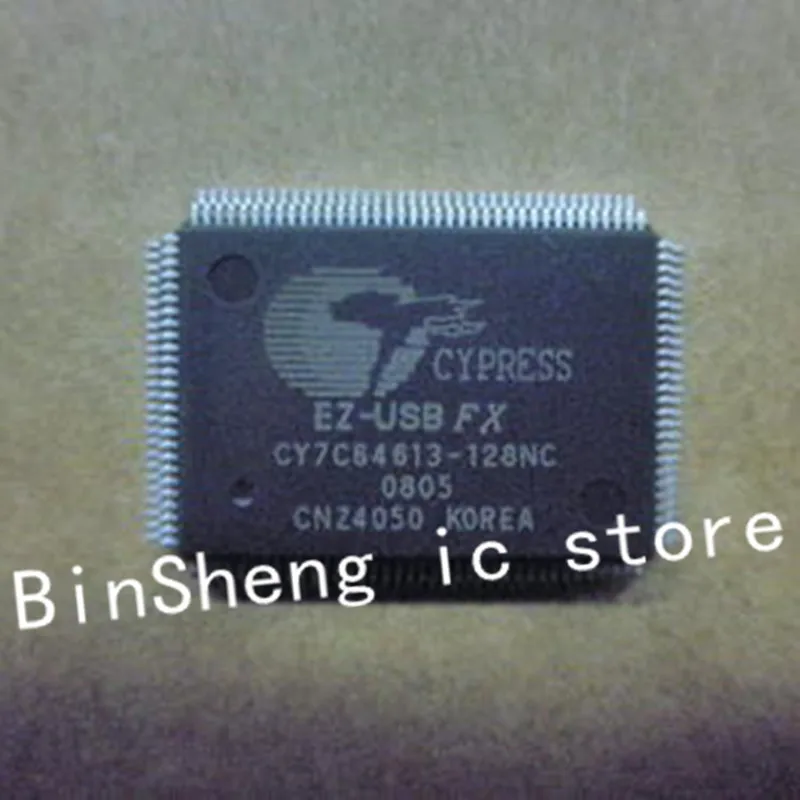 CYPRESS
EZ-USB FX
CY7C64613-128NC
0805
CNZ4050 KOREA
BinSheng ic store